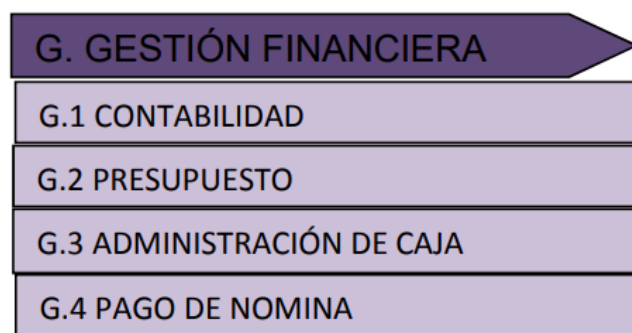 G. GESTIÓN FINANCIERA
G.1 CONTABILIDAD
G.2 PRESUPUESTO
G.3 ADMINISTRACIÓN DE CAJA
G.4 PAGO DE NOMINA